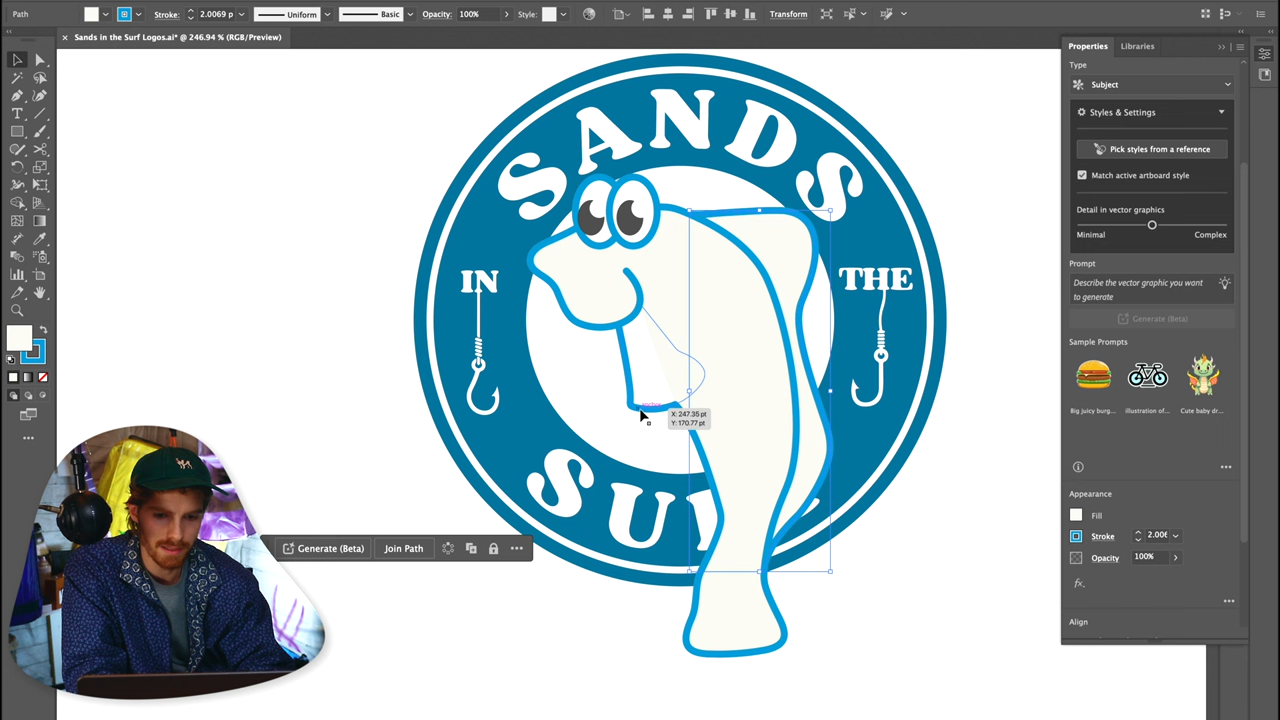 Path
Stroke:
2.0069 p
Uniform
Basic
Opacity:
100%
Style:
Transform
Sands in the Surf Logos.ai* @ 246.94 % (RGB/Preview)
Properties
Libraries
Type
Subject
Styles & Settings
Pick styles from a reference
Match active artboard style
Detail in vector graphics
Minimal
Complex
Prompt
Describe the vector graphic you want
to generate
Generate (Beta)
Sample Prompts
Big juicy burg...
illustration of...
Cute baby dr...
Appearance
Fill
Stroke
2.006
Opacity
100%
fx.
Align
SANDS
IN
THE
SU
anchor
X: 247.35 pt
Y: 170.77 pt
Generate (Beta)
Join Path